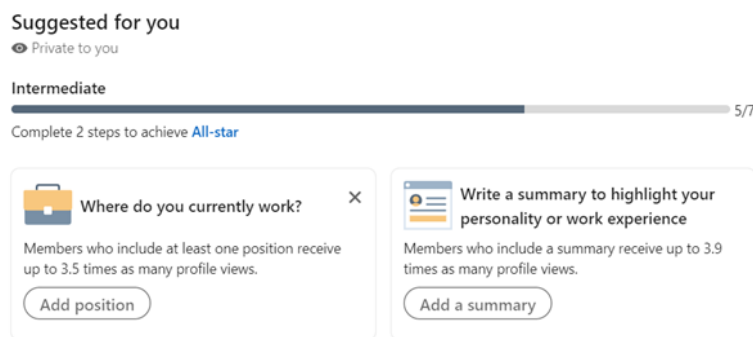 Suggested for you
Private to you
Intermediate
5/7
Complete 2 steps to achieve All-star
Where do you currently work?
Members who include at least one position receive
up to 3.5 times as many profile views.
Add position
Write a summary to highlight your
personality or work experience
Members who include a summary receive up to 3.9
times as many profile views.
Add a summary